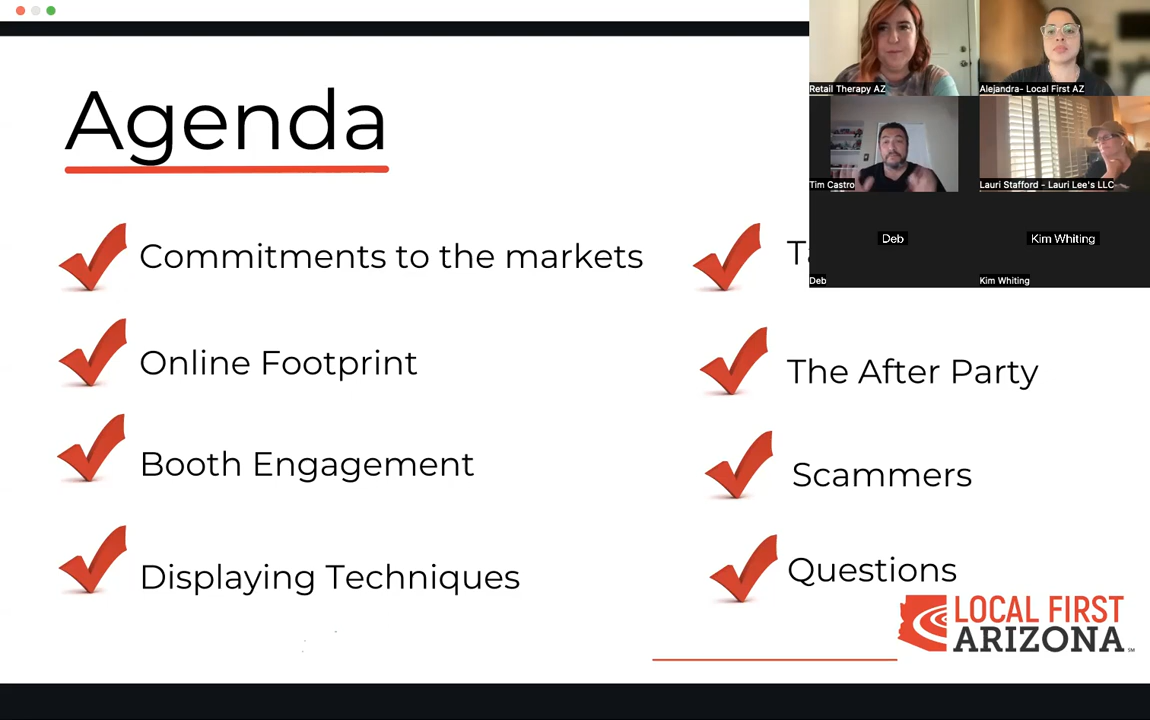 Agenda
Commitments to the markets
Online Footprint
Booth Engagement
Displaying Techniques
The After Party
Scammers
Questions
LOCAL FIRST
ARIZONA
SM
Retail Therapy AZ
Alejandra- Local First AZ
Tim Castro
Lauri Stafford - Lauri Lee's LLC
Deb
Kim Whiting
Deb
Kim Whiting